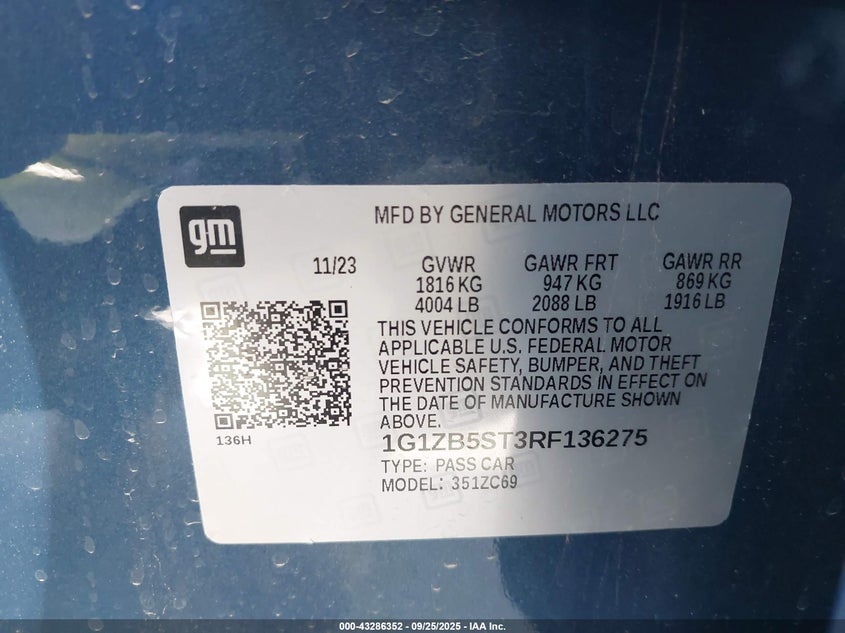 gm
MFD BY GENERAL MOTORS LLC
11/23
GVWR GAWR FRT GAWR RR
1816 KG 947 KG 869 KG
4004 LB 2088 LB 1916 LB
THIS VEHICLE CONFORMS TO ALL
APPLICABLE U.S. FEDERAL MOTOR
VEHICLE SAFETY, BUMPER, AND THEFT
PREVENTION STANDARDS IN EFFECT ON
THE DATE OF MANUFACTURE SHOWN
ABOVE.
136H
1G1ZB5ST3RF136275
TYPE: PASS CAR
MODEL: 351ZC69
000-43286352 - 09/25/2025 - IAA Inc.